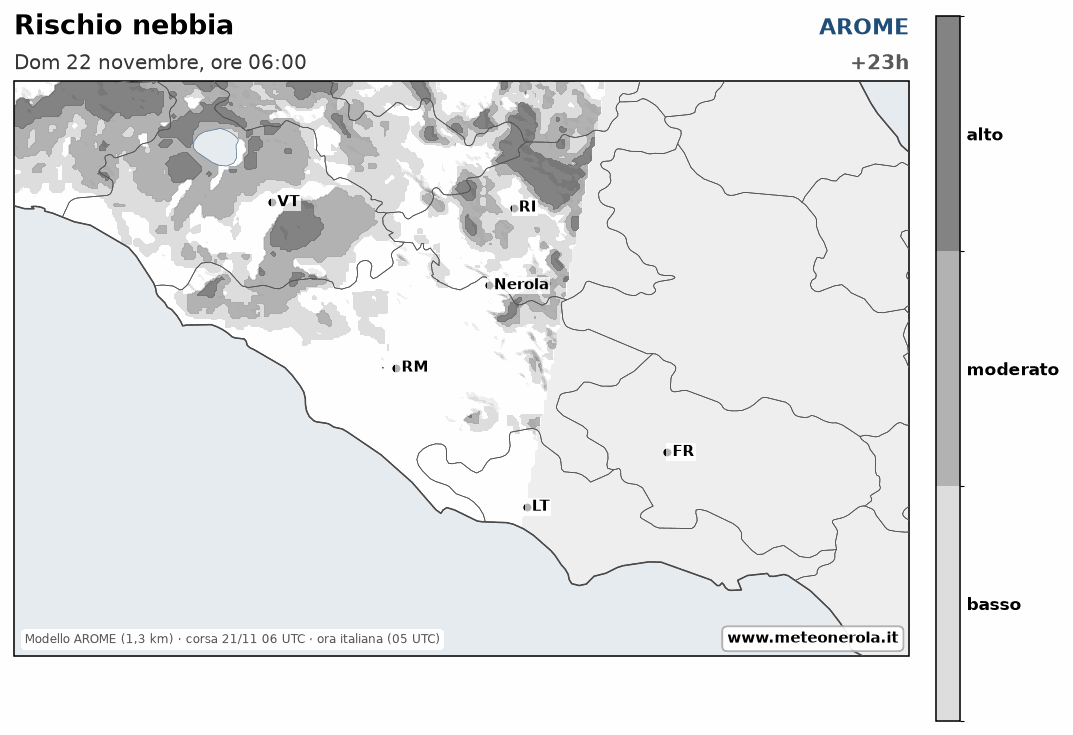 Rischio nebbia
AROME
Dom 22 novembre, ore 06:00
+23h
alto
VT
RI
Nerola
moderato
RM
FR
LT
basso
Modello AROME (1,3 km) · corsa 21/11 06 UTC · ora italiana (05 UTC)
www.meteonerola.it